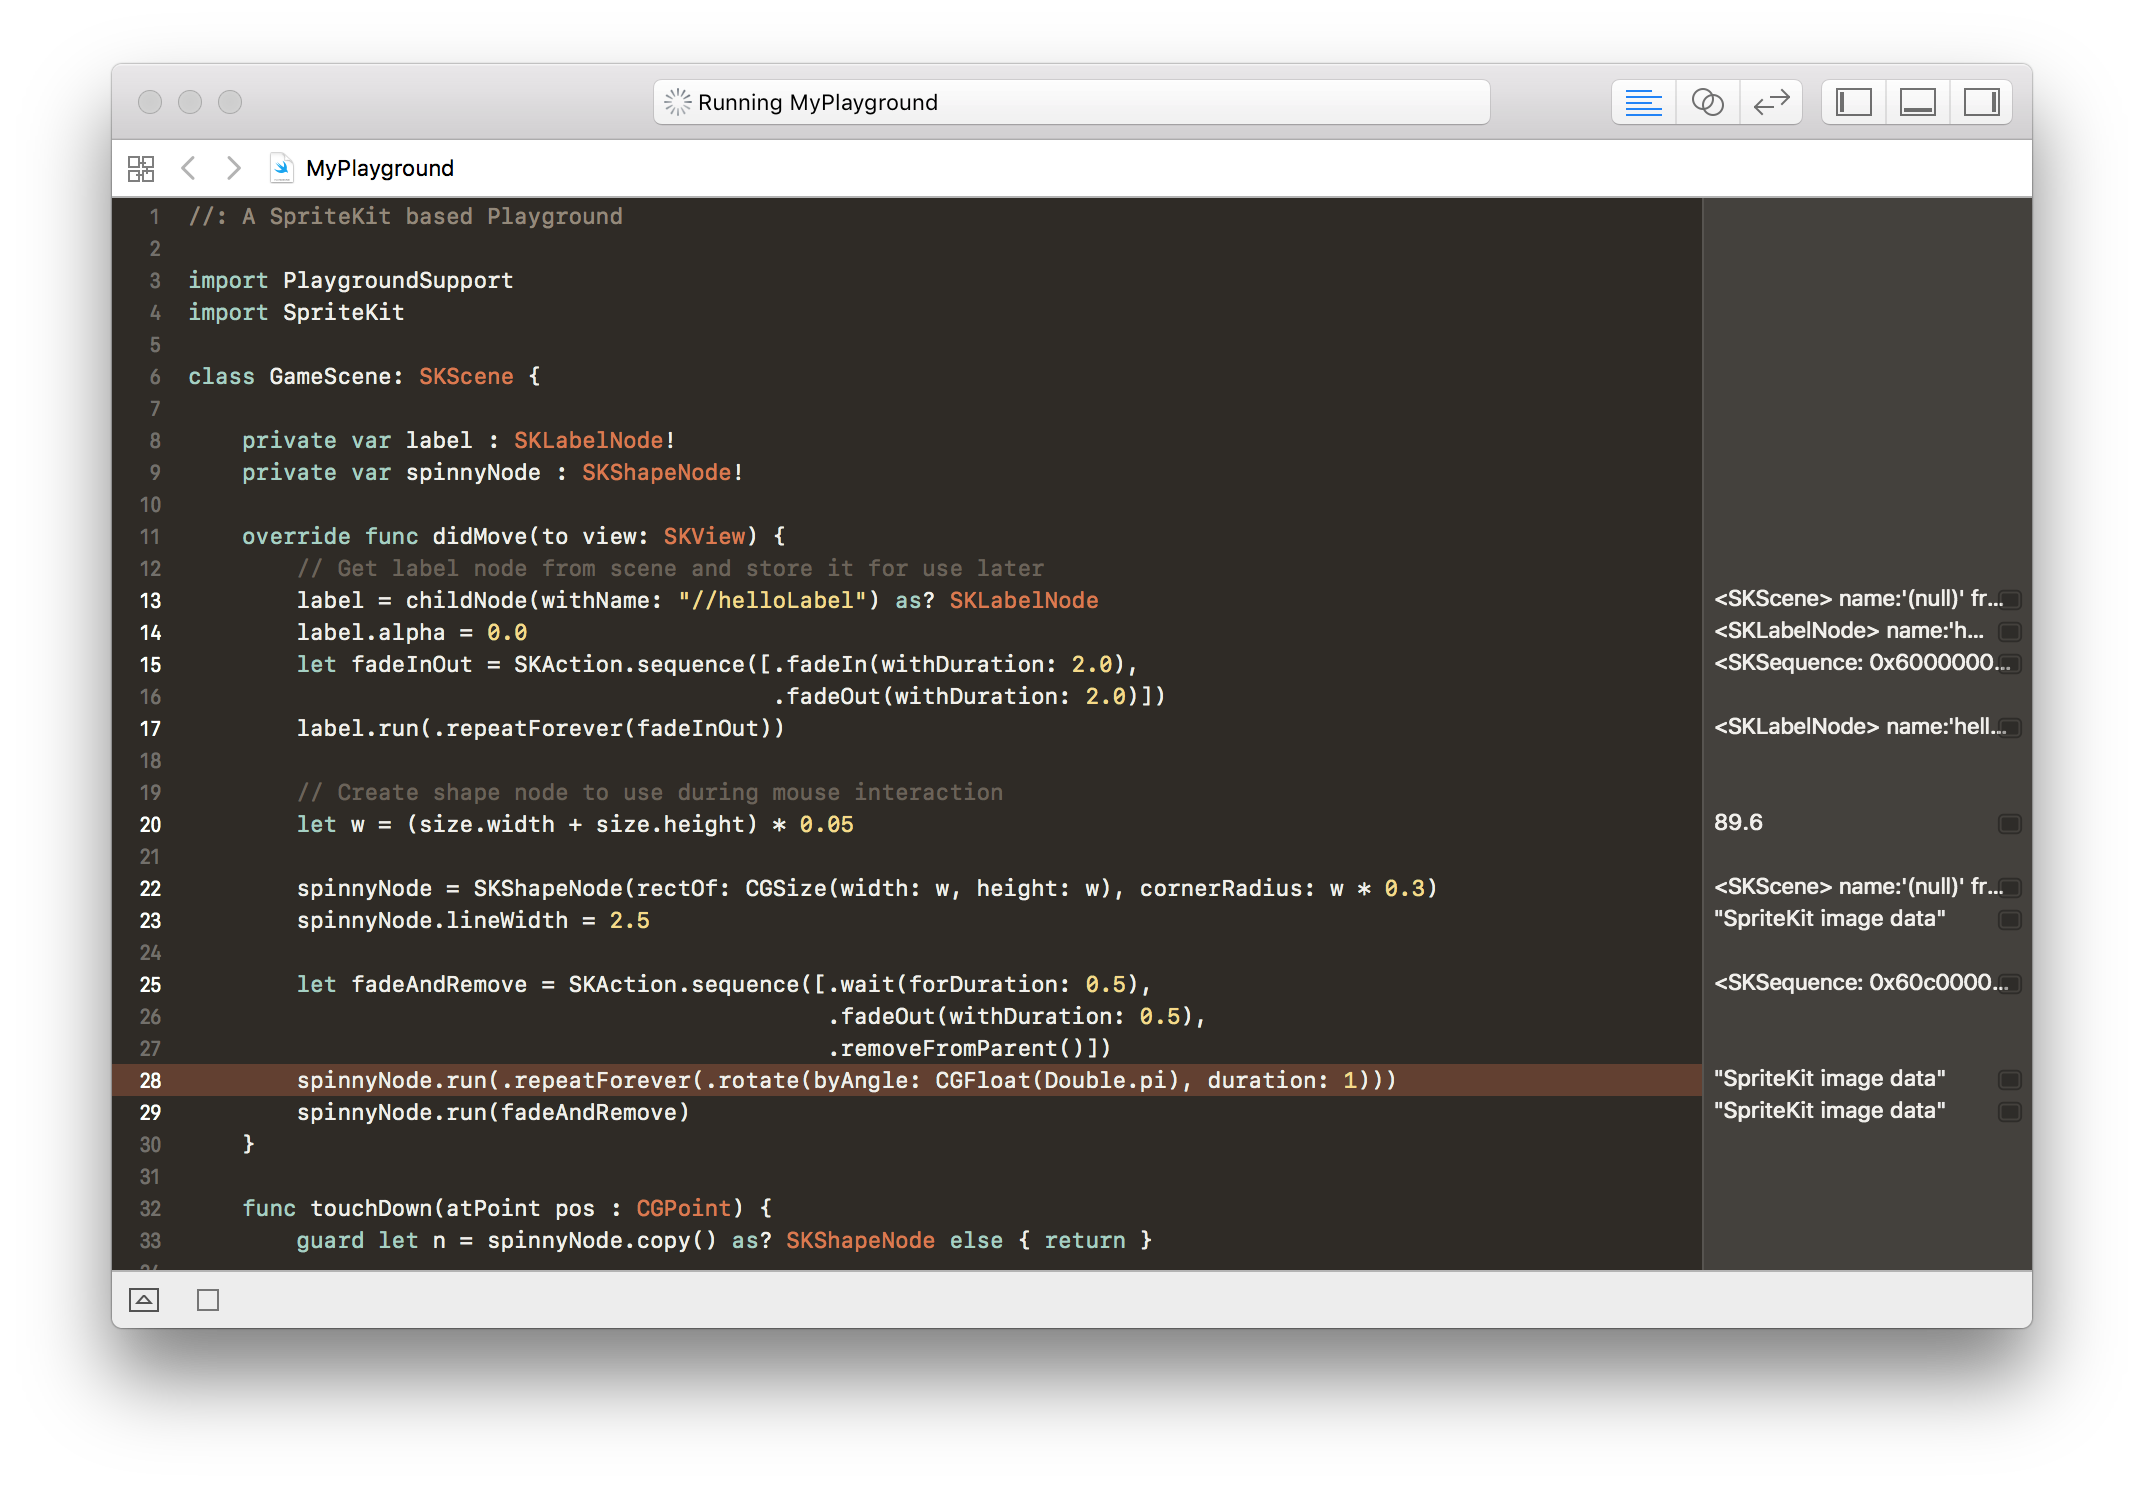 Running MyPlayground
MyPlayground
1 //: A SpriteKit based Playground
2
3 import PlaygroundSupport
4 import SpriteKit
5
6 class GameScene: SKScene {
7
8     private var label : SKLabelNode!
9     private var spinnyNode : SKShapeNode!
10
11     override func didMove(to view: SKView) {
12         // Get label node from scene and store it for use later
13         label = childNode(withName: "//helloLabel") as? SKLabelNode <SKScene> name:'(null)' fr...
14         label.alpha = 0.0 <SKLabelNode> name:'h...
15         let fadeInOut = SKAction.sequence([.fadeIn(withDuration: 2.0), <SKSequence: 0x6000000...
16                                            .fadeOut(withDuration: 2.0)])
17         label.run(.repeatForever(fadeInOut)) <SKLabelNode> name:'hell...
18
19         // Create shape node to use during mouse interaction
20         let w = (size.width + size.height) * 0.05 89.6
21
22         spinnyNode = SKShapeNode(rectOf: CGSize(width: w, height: w), cornerRadius: w * 0.3) <SKScene> name:'(null)' fr...
23         spinnyNode.lineWidth = 2.5 "SpriteKit image data"
24
25         let fadeAndRemove = SKAction.sequence([.wait(forDuration: 0.5), <SKSequence: 0x60c0000...
26                                                .fadeOut(withDuration: 0.5),
27                                                .removeFromParent()])
28         spinnyNode.run(.repeatForever(.rotate(byAngle: CGFloat(Double.pi), duration: 1))) "SpriteKit image data"
29         spinnyNode.run(fadeAndRemove) "SpriteKit image data"
30     }
31
32     func touchDown(atPoint pos : CGPoint) {
33         guard let n = spinnyNode.copy() as? SKShapeNode else { return }